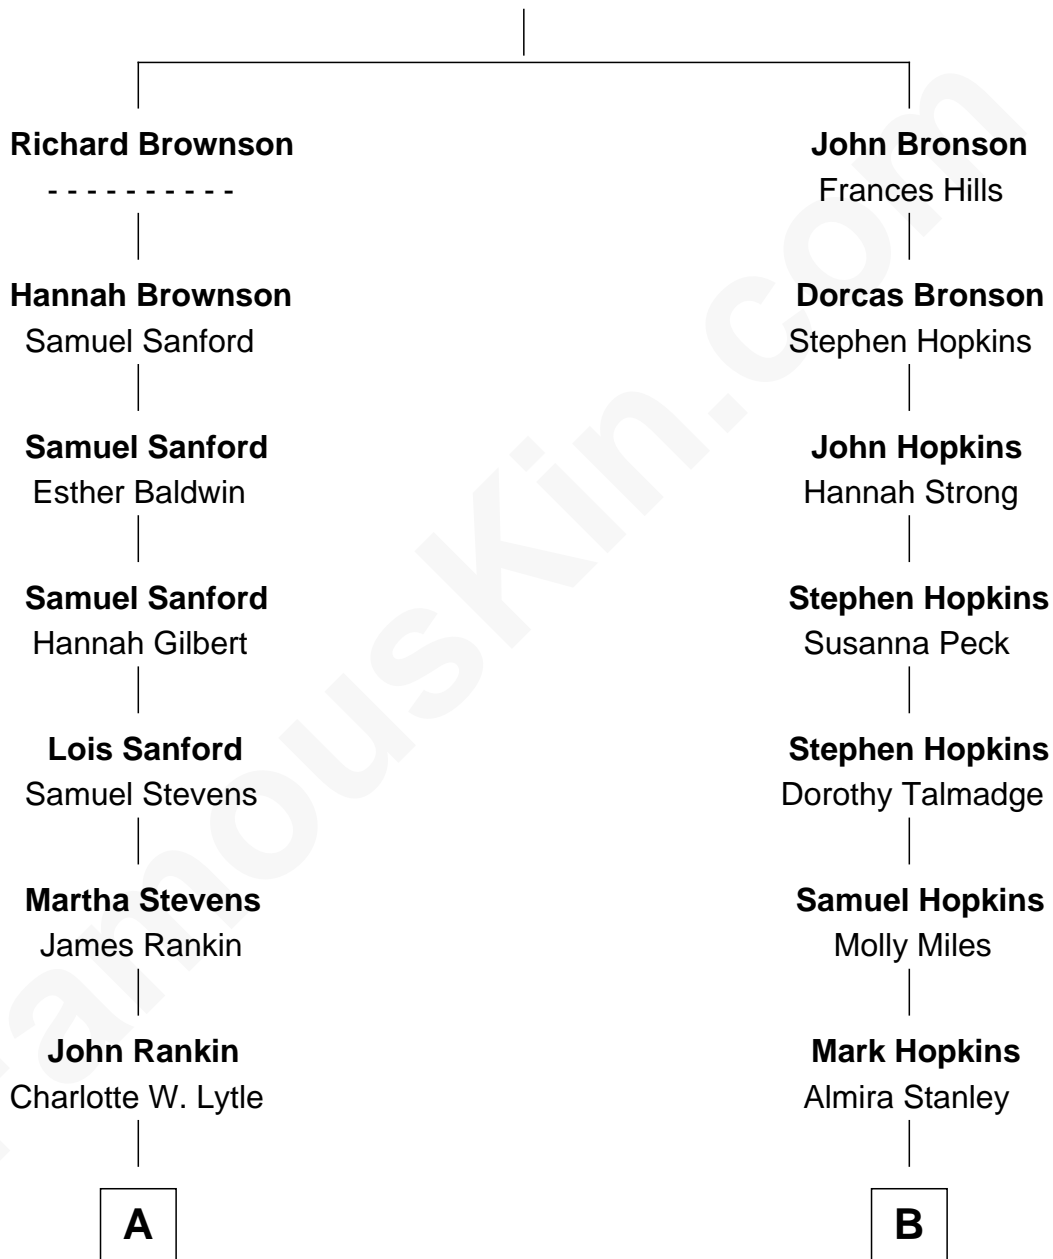 Richard Brownson
- - - - - - - - - -
Hannah Brownson
Samuel Sanford
Samuel Sanford
Esther Baldwin
Samuel Sanford
Hannah Gilbert
Lois Sanford
Samuel Stevens
Martha Stevens
James Rankin
John Rankin
Charlotte W. Lytle
A
John Bronson
Frances Hills
Dorcas Bronson
Stephen Hopkins
John Hopkins
Hannah Strong
Stephen Hopkins
Susanna Peck
Stephen Hopkins
Dorothy Talmadge
Samuel Hopkins
Molly Miles
Mark Hopkins
Almira Stanley
B
FamousKin.com